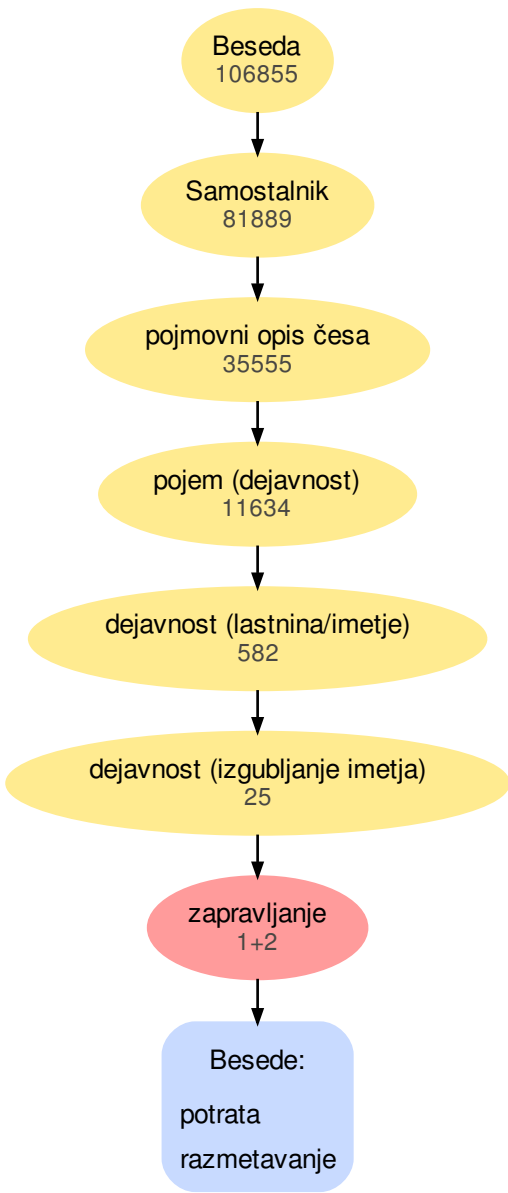 Beseda
106855
Samostalnik
81889
pojmovni opis česa
35555
pojem (dejavnost)
11634
dejavnost (lastnina/imetje)
582
dejavnost (izgubljanje imetja)
25
zapravljanje
1+2
Besede:
potrata
razmetavanje